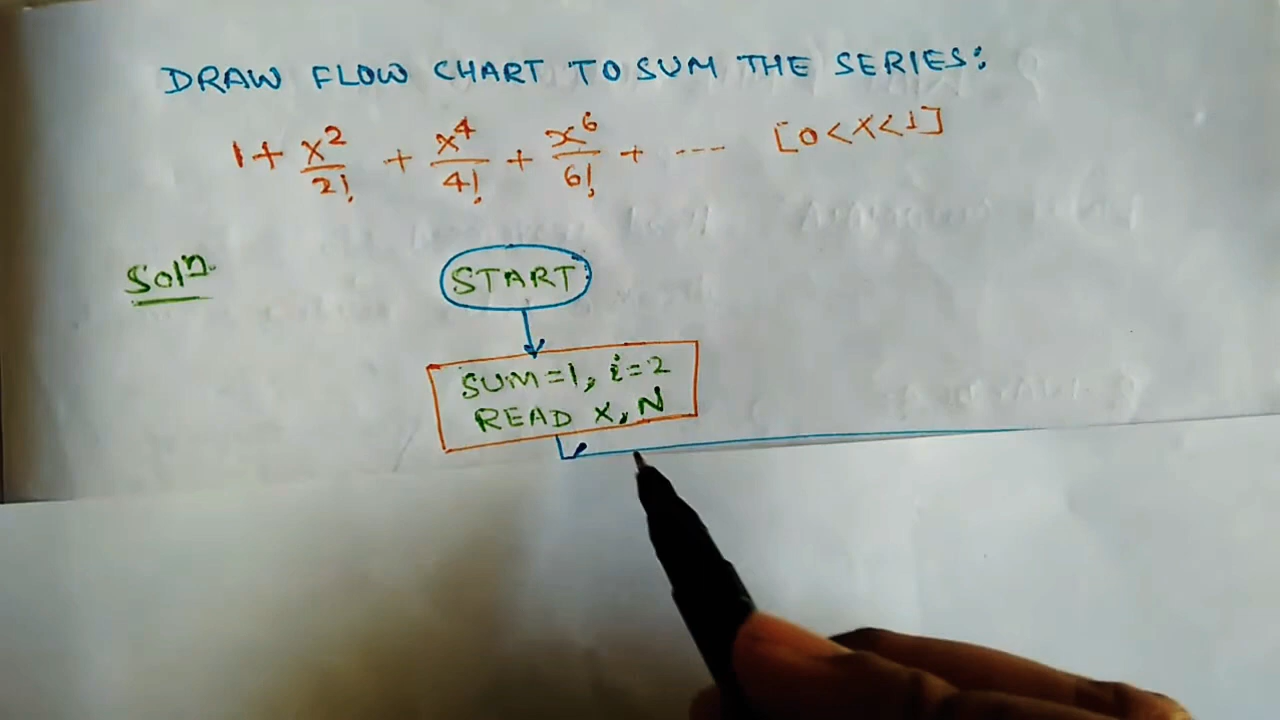 DRAW FLOW CHART TO SUM THE SERIES:
1 + x²/2! + x⁴/4! + x⁶/6! + --- [0<x<1]
Solⁿ.
START
SUM=1, i=2
READ X, N